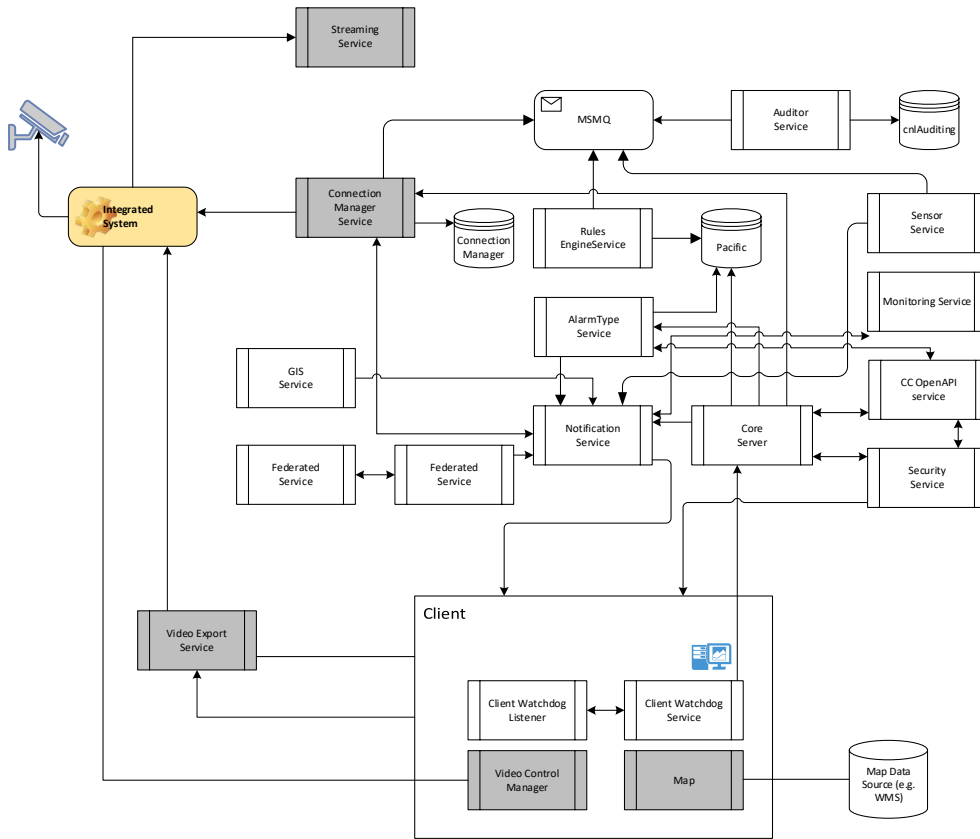 Streaming
Service
MSMQ
Auditor
Service
cnlAuditing
Integrated
System
Connection
Manager
Service
Connection
Manager
Rules
EngineService
Pacific
Sensor
Service
Monitoring Service
AlarmType
Service
GIS
Service
CC OpenAPI
service
Notification
Service
Core
Server
Federated
Service
Federated
Service
Security
Service
Client
Video Export
Service
Client Watchdog
Listener
Client Watchdog
Service
Video Control
Manager
Map
Map Data
Source (e.g.
WMS)